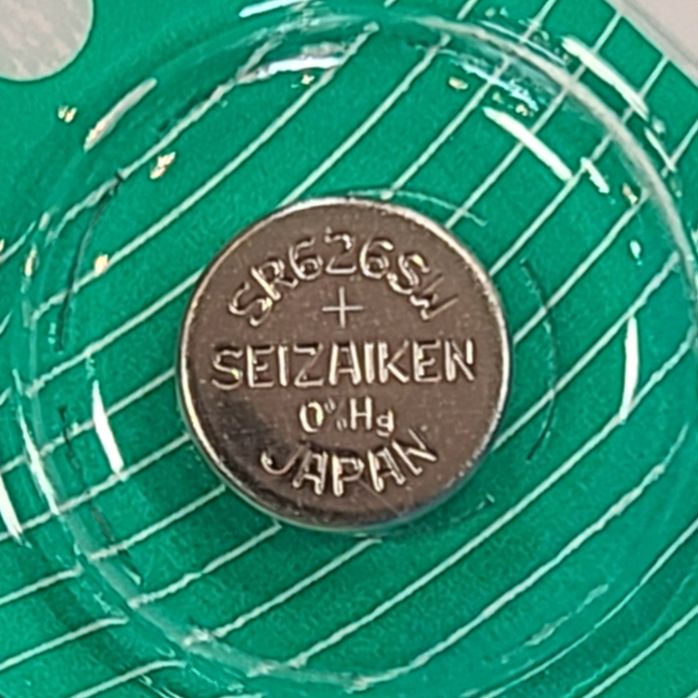 SR626SW
+
SEIZAIKEN
0%Hg
JAPAN